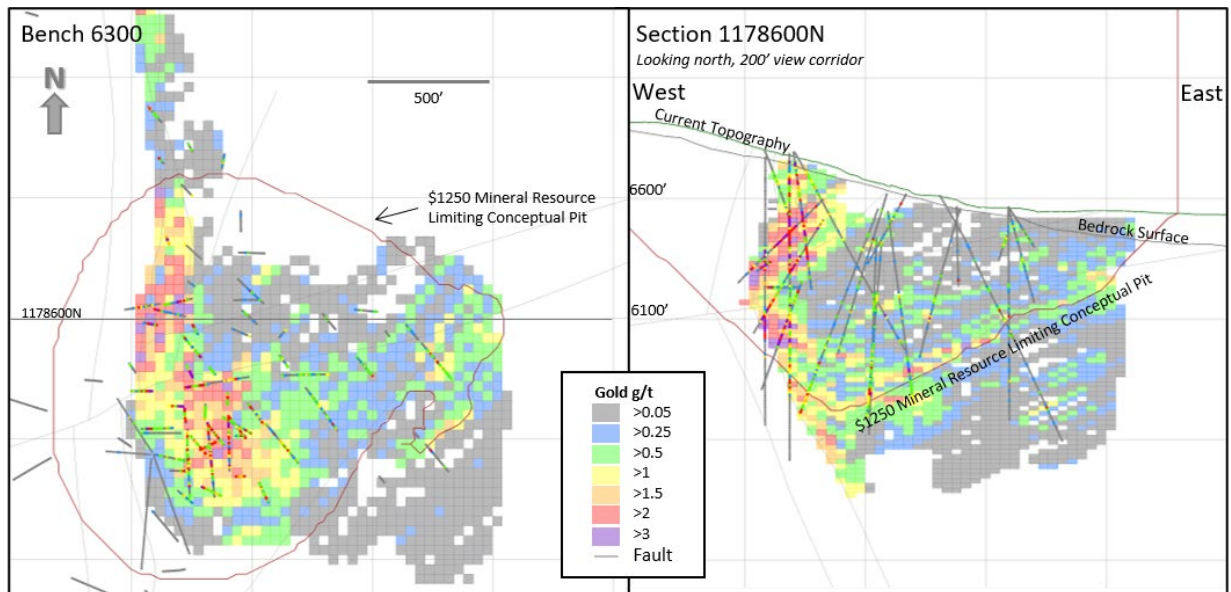 Bench 6300
N
500’
$1250 Mineral Resource
Limiting Conceptual Pit
1178600N
Section 1178600N
Looking north, 200’ view corridor
West
East
Current Topography
6600’
Bedrock Surface
6100’
$1250 Mineral Resource Limiting Conceptual Pit
Gold g/t
>0.05
>0.25
>0.5
>1
>1.5
>2
>3
Fault